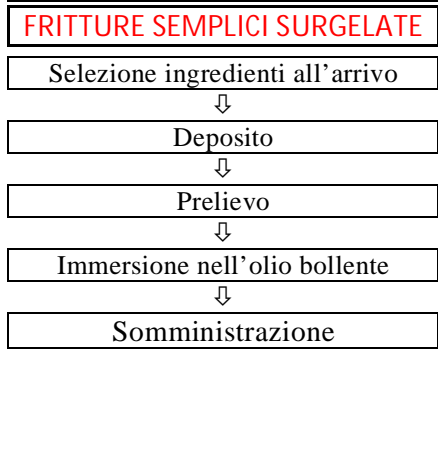 FRITTURE SEMPLICI SURGELATE
Selezione ingredienti all'arrivo
⇩
Deposito
⇩
Prelievo
⇩
Immersione nell'olio bollente
⇩
Somministrazione